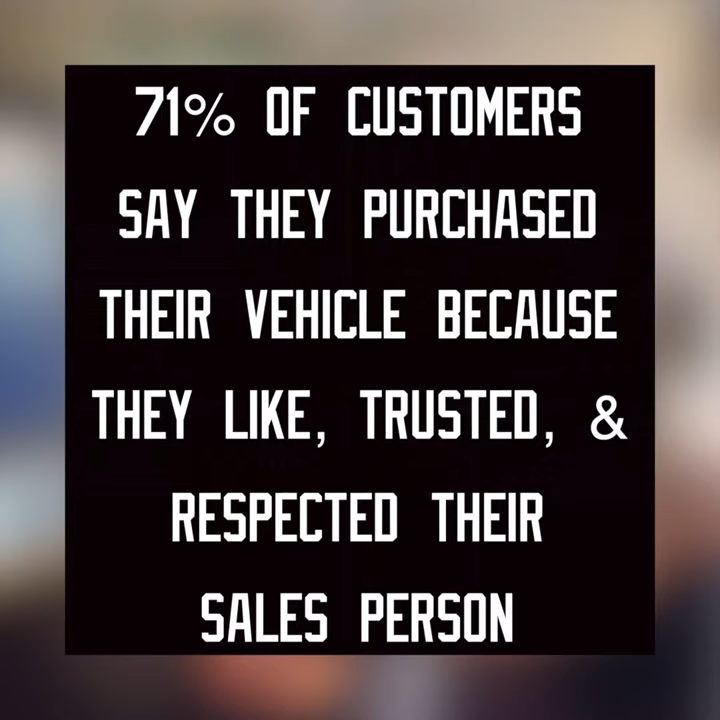 71% OF CUSTOMERS
SAY THEY PURCHASED
THEIR VEHICLE BECAUSE
THEY LIKE, TRUSTED, &
RESPECTED THEIR
SALES PERSON